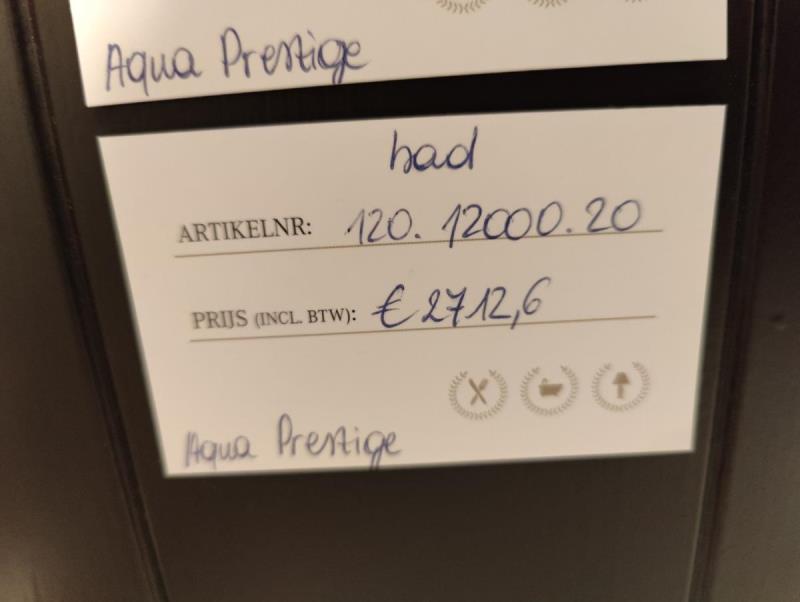 Aqua Prestige
bad
ARTIKELNR: 120.12000.20
PRIJS (INCL. BTW): € 2712,6
Aqua Prestige